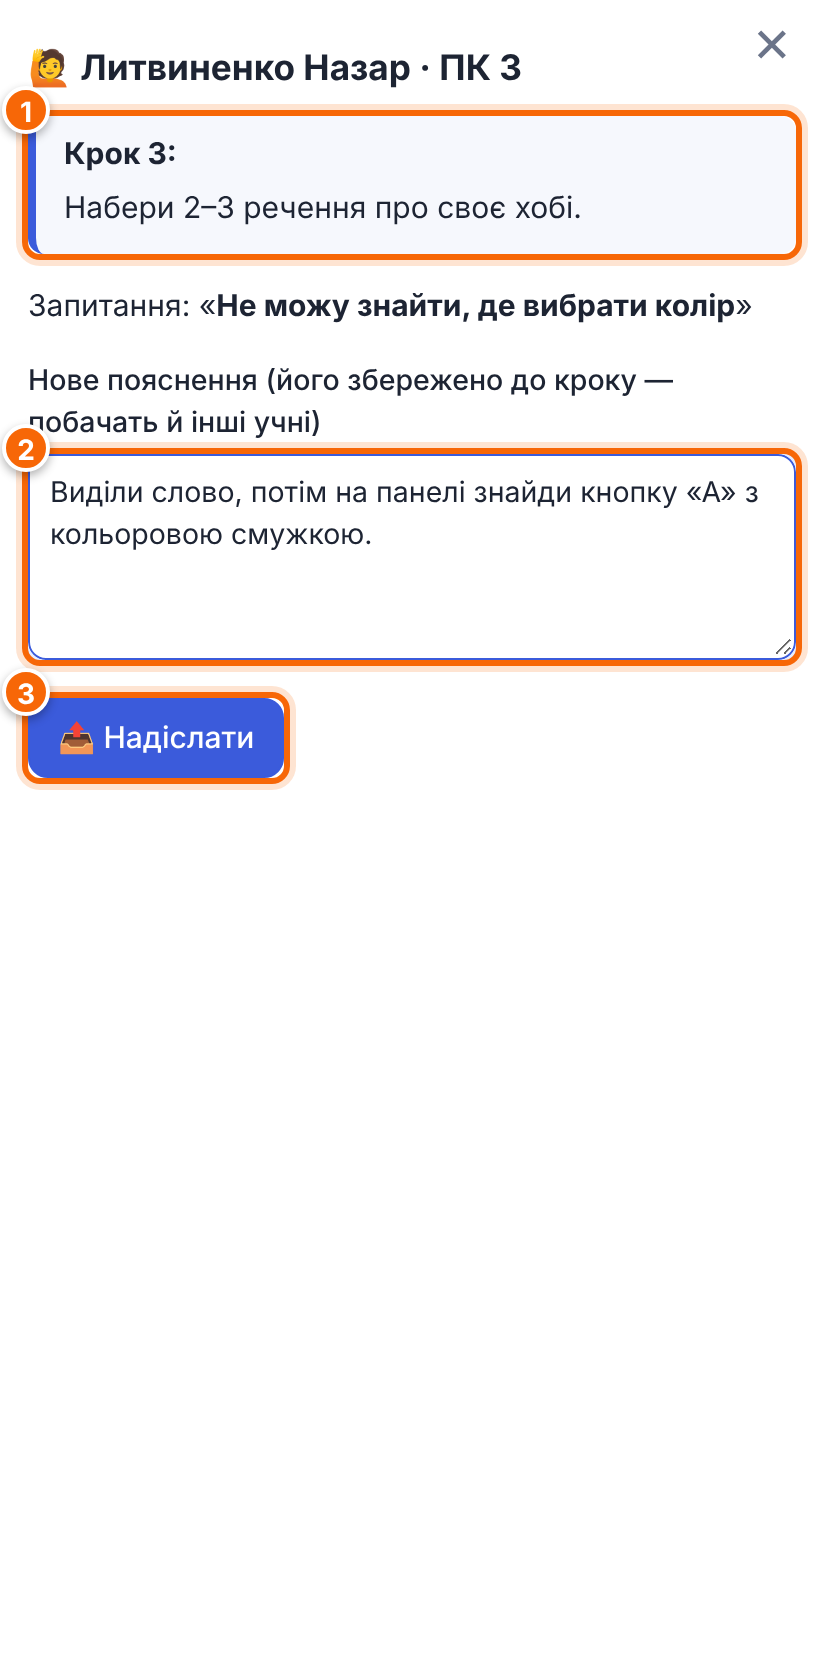 🙋 Литвиненко Назар · ПК 3
✕
1
Крок 3:
Набери 2–3 речення про своє хобі.
Запитання: «Не можу знайти, де вибрати колір»
Нове пояснення (його збережено до кроку —
побачать й інші учні)
2
Виділи слово, потім на панелі знайди кнопку «А» з
кольоровою смужкою.
3
📤 Надіслати